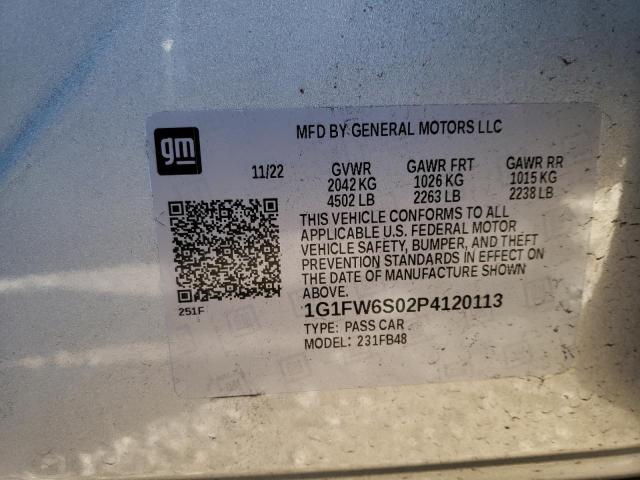 gm
MFD BY GENERAL MOTORS LLC
11/22 GVWR GAWR FRT GAWR RR
2042 KG 1026 KG 1015 KG
4502 LB 2263 LB 2238 LB
THIS VEHICLE CONFORMS TO ALL
APPLICABLE U.S. FEDERAL MOTOR
VEHICLE SAFETY, BUMPER, AND THEFT
PREVENTION STANDARDS IN EFFECT ON
THE DATE OF MANUFACTURE SHOWN
ABOVE.
251F
1G1FW6S02P4120113
TYPE: PASS CAR
MODEL: 231FB48